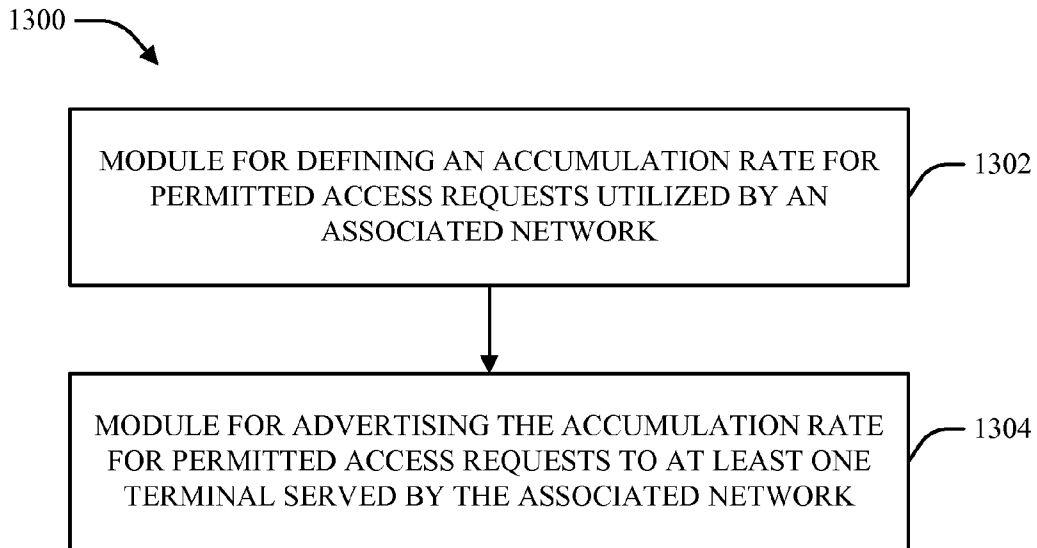 1300
MODULE FOR DEFINING AN ACCUMULATION RATE FOR
PERMITTED ACCESS REQUESTS UTILIZED BY AN
ASSOCIATED NETWORK
1302
MODULE FOR ADVERTISING THE ACCUMULATION RATE
FOR PERMITTED ACCESS REQUESTS TO AT LEAST ONE
TERMINAL SERVED BY THE ASSOCIATED NETWORK
1304